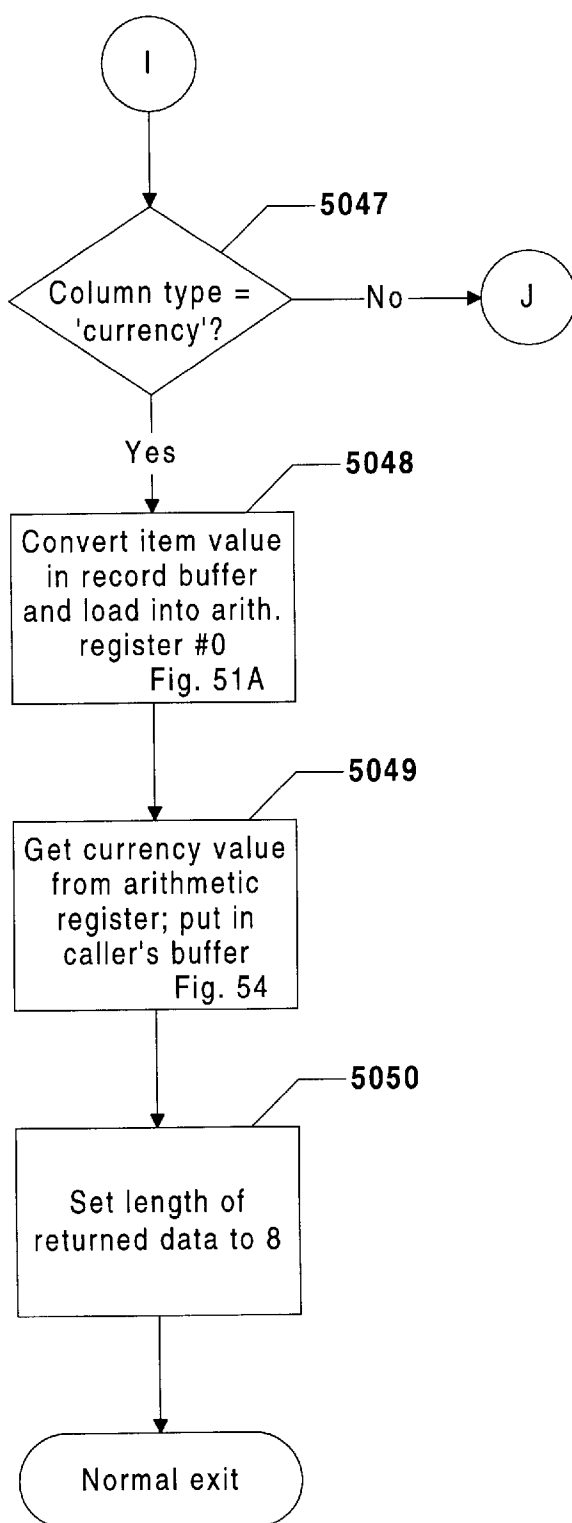 I
5047
Column type =
'currency'?
No
J
Yes
5048
Convert item value
in record buffer
and load into arith.
register #0
Fig. 51A
5049
Get currency value
from arithmetic
register; put in
caller's buffer
Fig. 54
5050
Set length of
returned data to 8
Normal exit